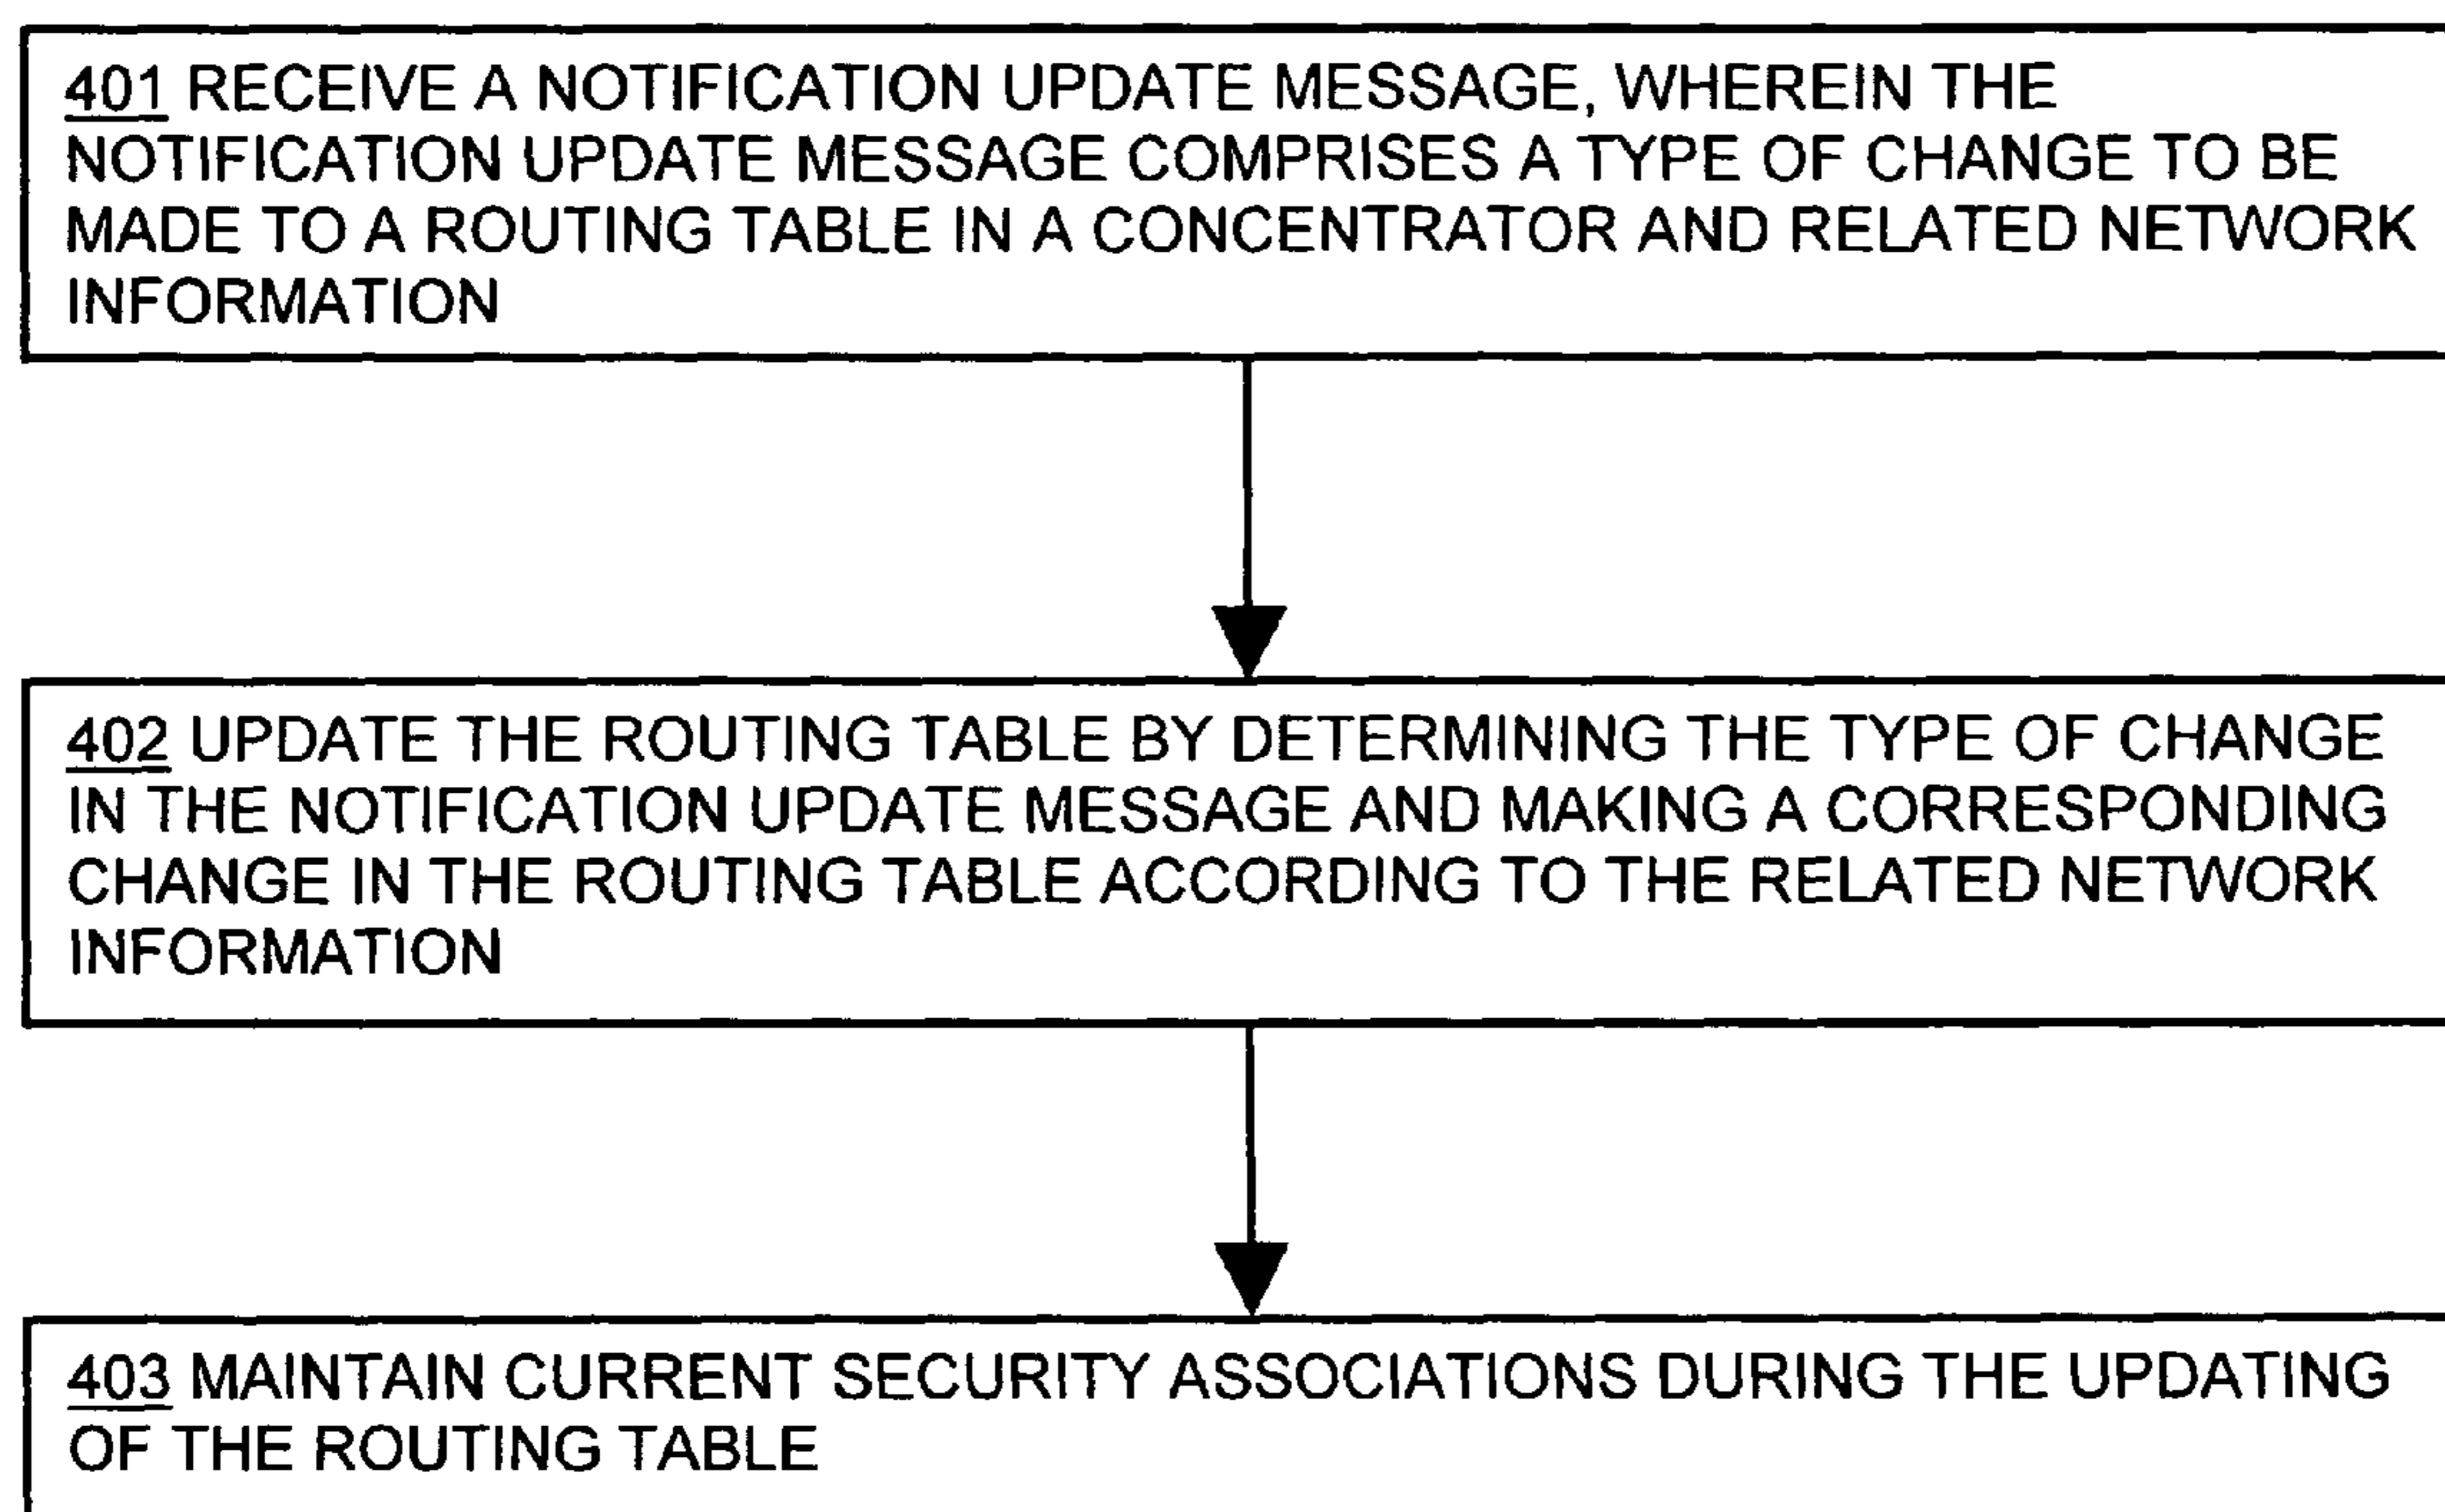 401 RECEIVE A NOTIFICATION UPDATE MESSAGE, WHEREIN THE
NOTIFICATION UPDATE MESSAGE COMPRISES A TYPE OF CHANGE TO BE
MADE TO A ROUTING TABLE IN A CONCENTRATOR AND RELATED NETWORK
INFORMATION
402 UPDATE THE ROUTING TABLE BY DETERMINING THE TYPE OF CHANGE
IN THE NOTIFICATION UPDATE MESSAGE AND MAKING A CORRESPONDING
CHANGE IN THE ROUTING TABLE ACCORDING TO THE RELATED NETWORK
INFORMATION
403 MAINTAIN CURRENT SECURITY ASSOCIATIONS DURING THE UPDATING
OF THE ROUTING TABLE